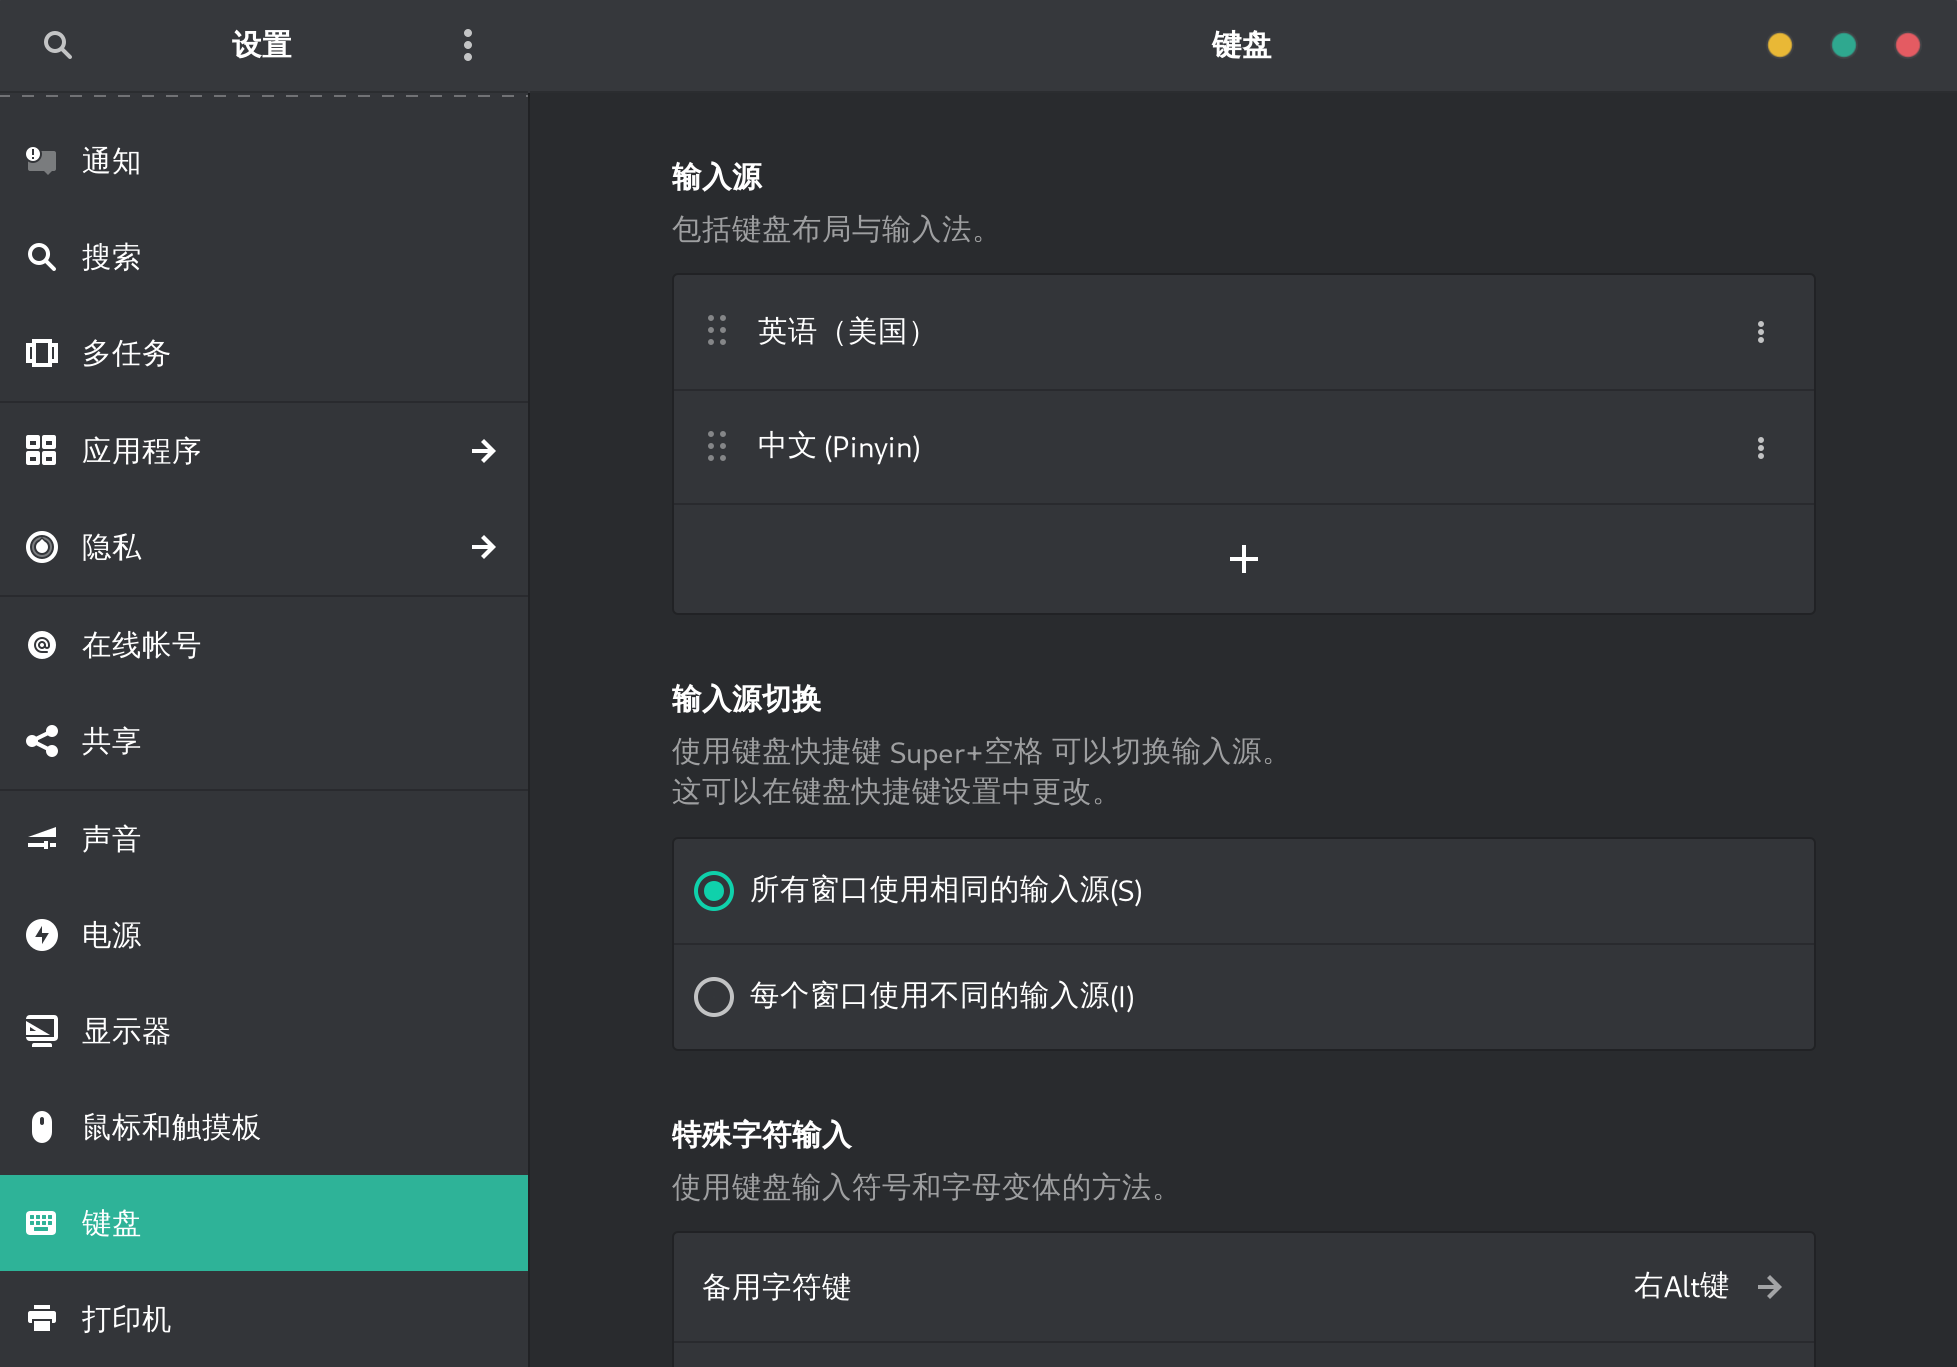 设置
键盘
通知
搜索
多任务
应用程序
隐私
在线帐号
共享
声音
电源
显示器
鼠标和触摸板
键盘
打印机
输入源
包括键盘布局与输入法。
英语（美国）
中文 (Pinyin)
输入源切换
使用键盘快捷键 Super+空格 可以切换输入源。
这可以在键盘快捷键设置中更改。
所有窗口使用相同的输入源(S)
每个窗口使用不同的输入源(I)
特殊字符输入
使用键盘输入符号和字母变体的方法。
备用字符键 右Alt键